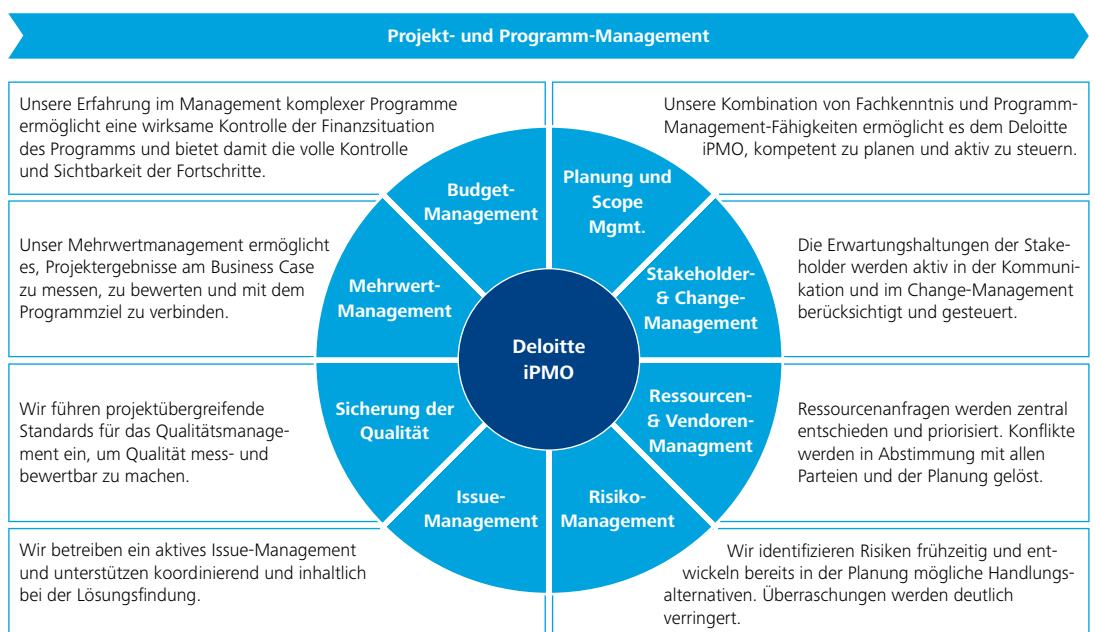 Projekt- und Programm-Management
Unsere Erfahrung im Management komplexer Programme
ermöglicht eine wirksame Kontrolle der Finanzsituation
des Programms und bietet damit die volle Kontrolle
und Sichtbarkeit der Fortschritte.
Unsere Kombination von Fachkenntnis und Programm-
Management-Fähigkeiten ermöglicht es dem Deloitte
iPMO, kompetent zu planen und aktiv zu steuern.
Budget-
Management
Planung und
Scope
Mgmt.
Unser Mehrwertmanagement ermöglicht
es, Projektergebnisse am Business Case
zu messen, zu bewerten und mit dem
Programmziel zu verbinden.
Mehrwert-
Management
Stakeholder-
& Change-
Management
Die Erwartungshaltungen der Stake-
holder werden aktiv in der Kommuni-
kation und im Change-Management
berücksichtigt und gesteuert.
Deloitte
iPMO
Wir führen projektübergreifende
Standards für das Qualitätsmanage-
ment ein, um Qualität mess- und
bewertbar zu machen.
Sicherung der
Qualität
Ressourcen-
& Vendoren-
Managment
Ressourcenanfragen werden zentral
entschieden und priorisiert. Konflikte
werden in Abstimmung mit allen
Parteien und der Planung gelöst.
Issue-
Management
Risiko-
Management
Wir betreiben ein aktives Issue-Management
und unterstützen koordinierend und inhaltlich
bei der Lösungsfindung.
Wir identifizieren Risiken frühzeitig und ent-
wickeln bereits in der Planung mögliche Handlungs-
alternativen. Überraschungen werden deutlich
verringert.